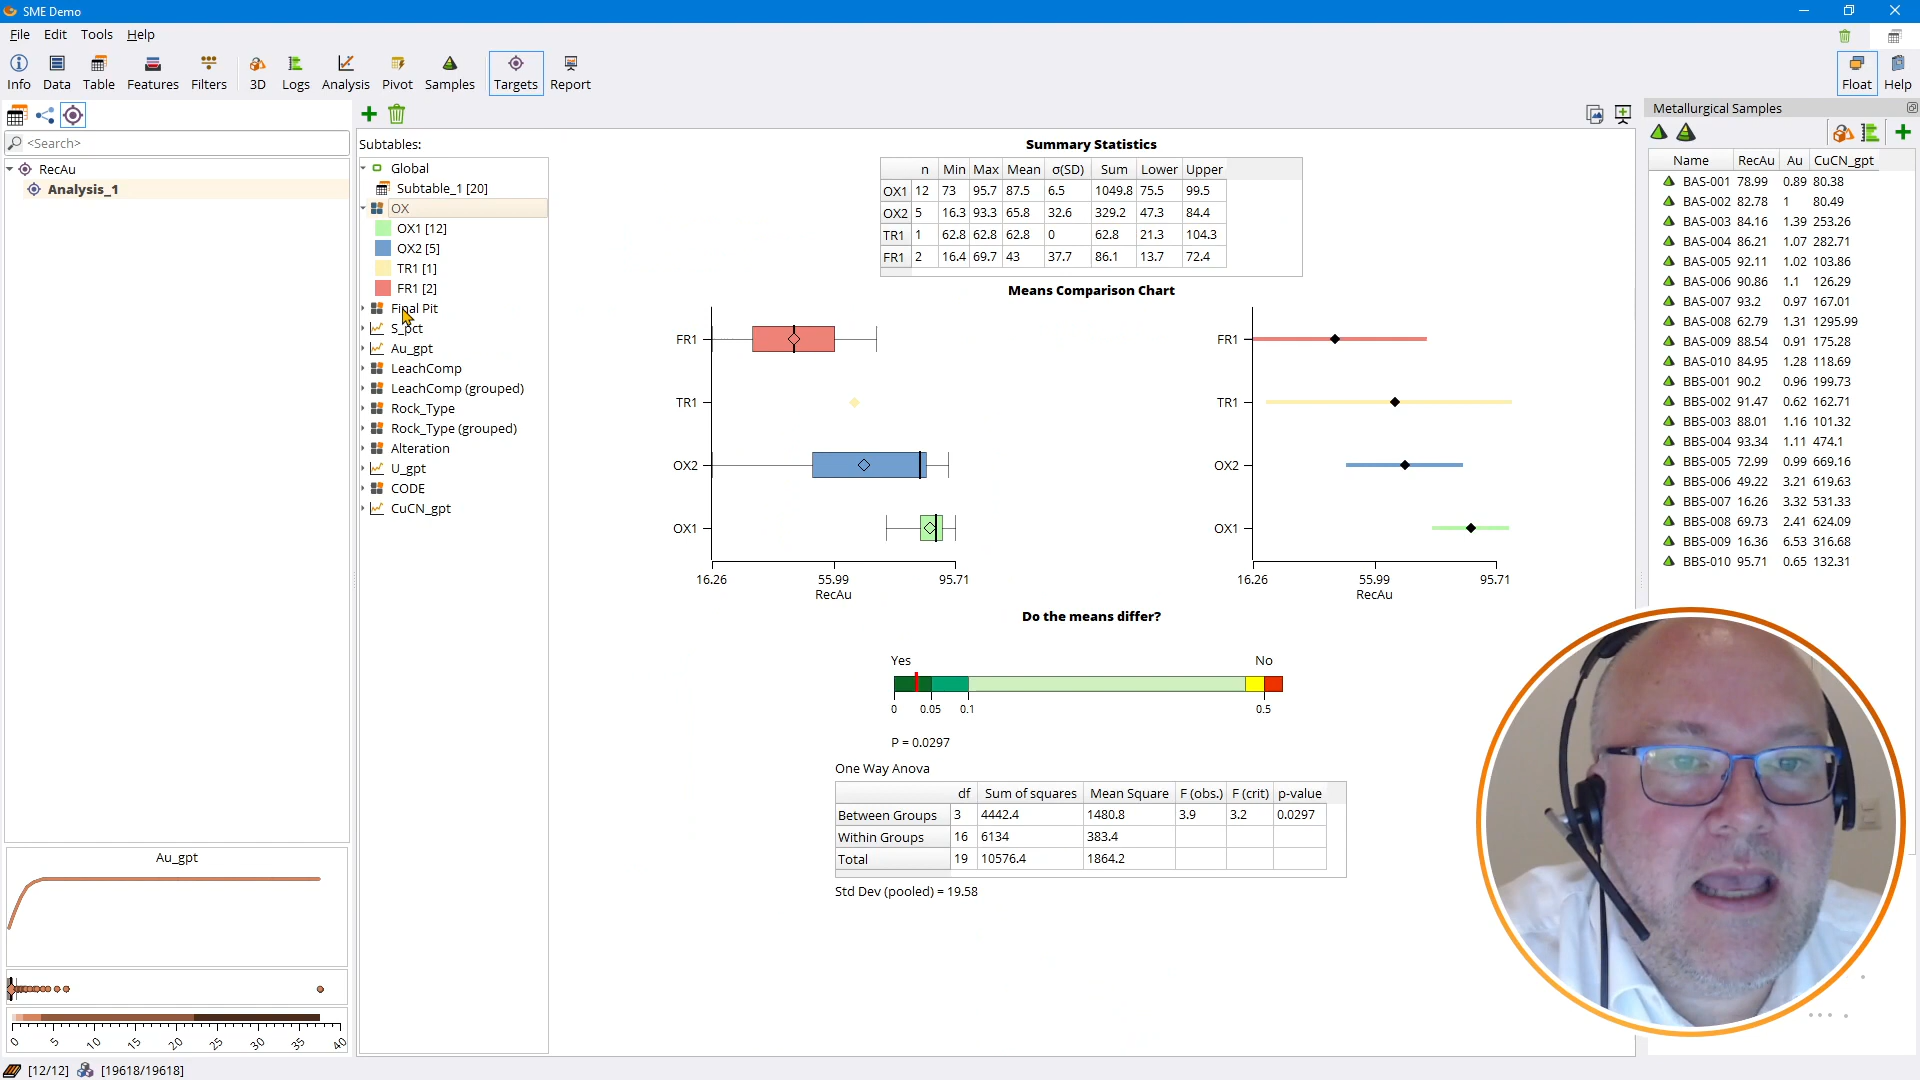 SME Demo
File Edit Tools Help
Info Data Table Features Filters 3D Logs Analysis Pivot Samples Targets Report Float Help
<Search>
RecAu
Analysis_1
Au_gpt
0 5 10 15 20 25 30 35 40
[12/12] [19618/19618]
Subtables:
Global
Subtable_1 [20]
OX
OX1 [12]
OX2 [5]
TR1 [1]
FR1 [2]
Final Pit
S_pct
Au_gpt
LeachComp
LeachComp (grouped)
Rock_Type
Rock_Type (grouped)
Alteration
U_gpt
CODE
CuCN_gpt
Summary Statistics
n Min Max Mean σ(SD) Sum Lower Upper
OX1 12 73 95.7 87.5 6.5 1049.8 75.5 99.5
OX2 5 16.3 93.3 65.8 32.6 329.2 47.3 84.4
TR1 1 62.8 62.8 62.8 0 62.8 21.3 104.3
FR1 2 16.4 69.7 43 37.7 86.1 13.7 72.4
Means Comparison Chart
FR1
TR1
OX2
OX1
16.26 55.99 95.71
RecAu
FR1
TR1
OX2
OX1
16.26 55.99 95.71
RecAu
Do the means differ?
Yes No
0 0.05 0.1 0.5
P = 0.0297
One Way Anova
df Sum of squares Mean Square F (obs.) F (crit) p-value
Between Groups 3 4442.4 1480.8 3.9 3.2 0.0297
Within Groups 16 6134 383.4
Total 19 10576.4 1864.2
Std Dev (pooled) = 19.58
Metallurgical Samples
Name RecAu Au CuCN_gpt
BAS-001 78.99 0.89 80.38
BAS-002 82.78 1 80.49
BAS-003 84.16 1.39 253.26
BAS-004 86.21 1.07 282.71
BAS-005 92.11 1.02 103.86
BAS-006 90.86 1.1 126.29
BAS-007 93.2 0.97 167.01
BAS-008 62.79 1.31 1295.99
BAS-009 88.54 0.91 175.28
BAS-010 84.95 1.28 118.69
BBS-001 90.2 0.96 199.73
BBS-002 91.47 0.62 162.71
BBS-003 88.01 1.16 101.32
BBS-004 93.34 1.11 474.1
BBS-005 72.99 0.99 669.16
BBS-006 49.22 3.21 619.63
BBS-007 16.26 3.32 531.33
BBS-008 69.73 2.41 624.09
BBS-009 16.36 6.53 316.68
BBS-010 95.71 0.65 132.31